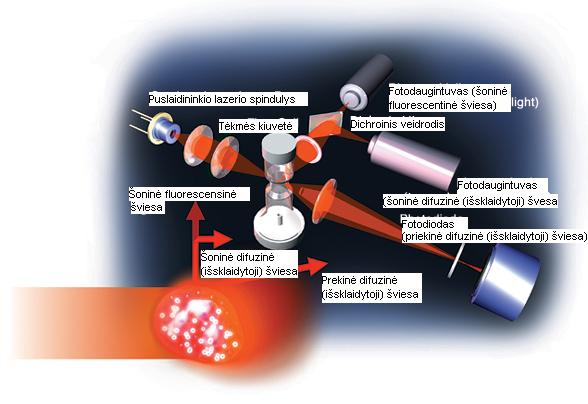 Puslaidininkio lazerio spindulys
Tėkmės kiuvetė
Fotodaugintuvas (šoninė
fluorescentinė šviesa) light)
Dichroinis veidrodis
Fotodaugintuvas
(šoninė difuzinė (išsklaidytoji) švesa
Fotodiodas
(priekinė difuzinė (išsklaidytoji) šviesa)
Šoninė fluorescensinė
šviesa
Šoninė difuzinė
(išsklaidytoji) šviesa
Prekinė difuzinė
(išsklaidytoji) šviesa